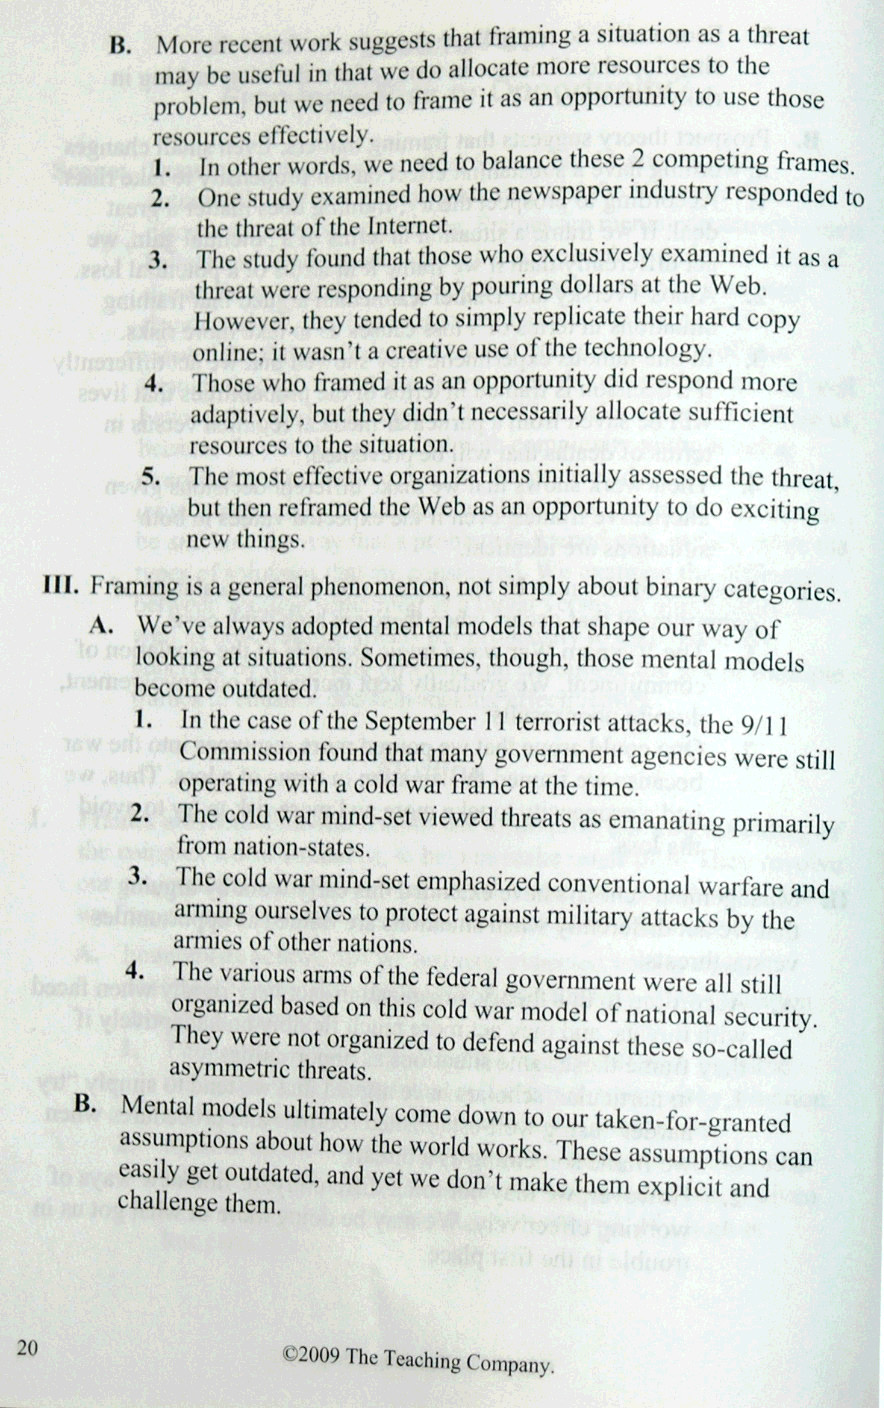 B. More recent work suggests that framing a situation as a threat
may be useful in that we do allocate more resources to the
problem, but we need to frame it as an opportunity to use those
resources effectively.
1. In other words, we need to balance these 2 competing frames.
2. One study examined how the newspaper industry responded to
the threat of the Internet.
3. The study found that those who exclusively examined it as a
threat were responding by pouring dollars at the Web.
However, they tended to simply replicate their hard copy
online; it wasn't a creative use of the technology.
4. Those who framed it as an opportunity did respond more
adaptively, but they didn't necessarily allocate sufficient
resources to the situation.
5. The most effective organizations initially assessed the threat,
but then reframed the Web as an opportunity to do exciting
new things.
III. Framing is a general phenomenon, not simply about binary categories.
A. We've always adopted mental models that shape our way of
looking at situations. Sometimes, though, those mental models
become outdated.
1. In the case of the September 11 terrorist attacks, the 9/11
Commission found that many government agencies were still
operating with a cold war frame at the time.
2. The cold war mind-set viewed threats as emanating primarily
from nation-states.
3. The cold war mind-set emphasized conventional warfare and
arming ourselves to protect against military attacks by the
armies of other nations.
4. The various arms of the federal government were all still
organized based on this cold war model of national security.
They were not organized to defend against these so-called
asymmetric threats.
B. Mental models ultimately come down to our taken-for-granted
assumptions about how the world works. These assumptions can
easily get outdated, and yet we don't make them explicit and
challenge them.
20
©2009 The Teaching Company.